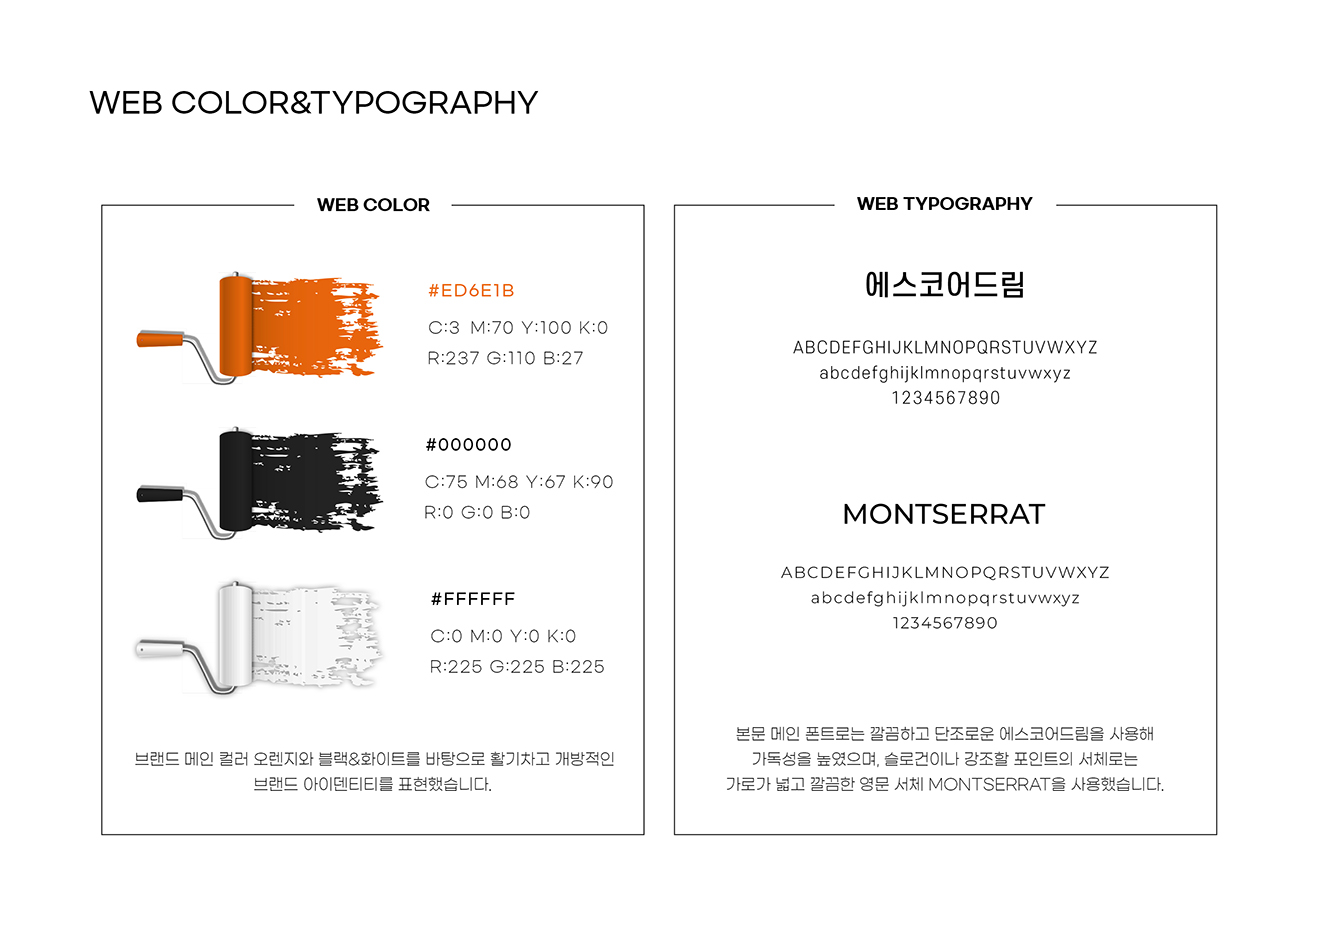 WEB COLOR&TYPOGRAPHY
WEB COLOR
#ED6E1B
C:3 M:70 Y:100 K:0
R:237 G:110 B:27
#000000
C:75 M:68 Y:67 K:90
R:0 G:0 B:0
#FFFFFF
C:0 M:0 Y:0 K:0
R:225 G:225 B:225
브랜드 메인 컬러 오렌지와 블랙&화이트를 바탕으로 활기차고 개방적인
브랜드 아이덴티티를 표현했습니다.
WEB TYPOGRAPHY
에스코어드림
ABCDEFGHIJKLMNOPQRSTUVWXYZ
abcdefghijklmnopqrstuvwxyz
1234567890
MONTSERRAT
ABCDEFGHIJKLMNOPQRSTUVWXYZ
abcdefghijklmnopqrstuvwxyz
1234567890
본문 메인 폰트로는 깔끔하고 단조로운 에스코어드림을 사용해
가독성을 높였으며, 슬로건이나 강조할 포인트의 서체로는
가로가 넓고 깔끔한 영문 서체 MONTSERRAT을 사용했습니다.